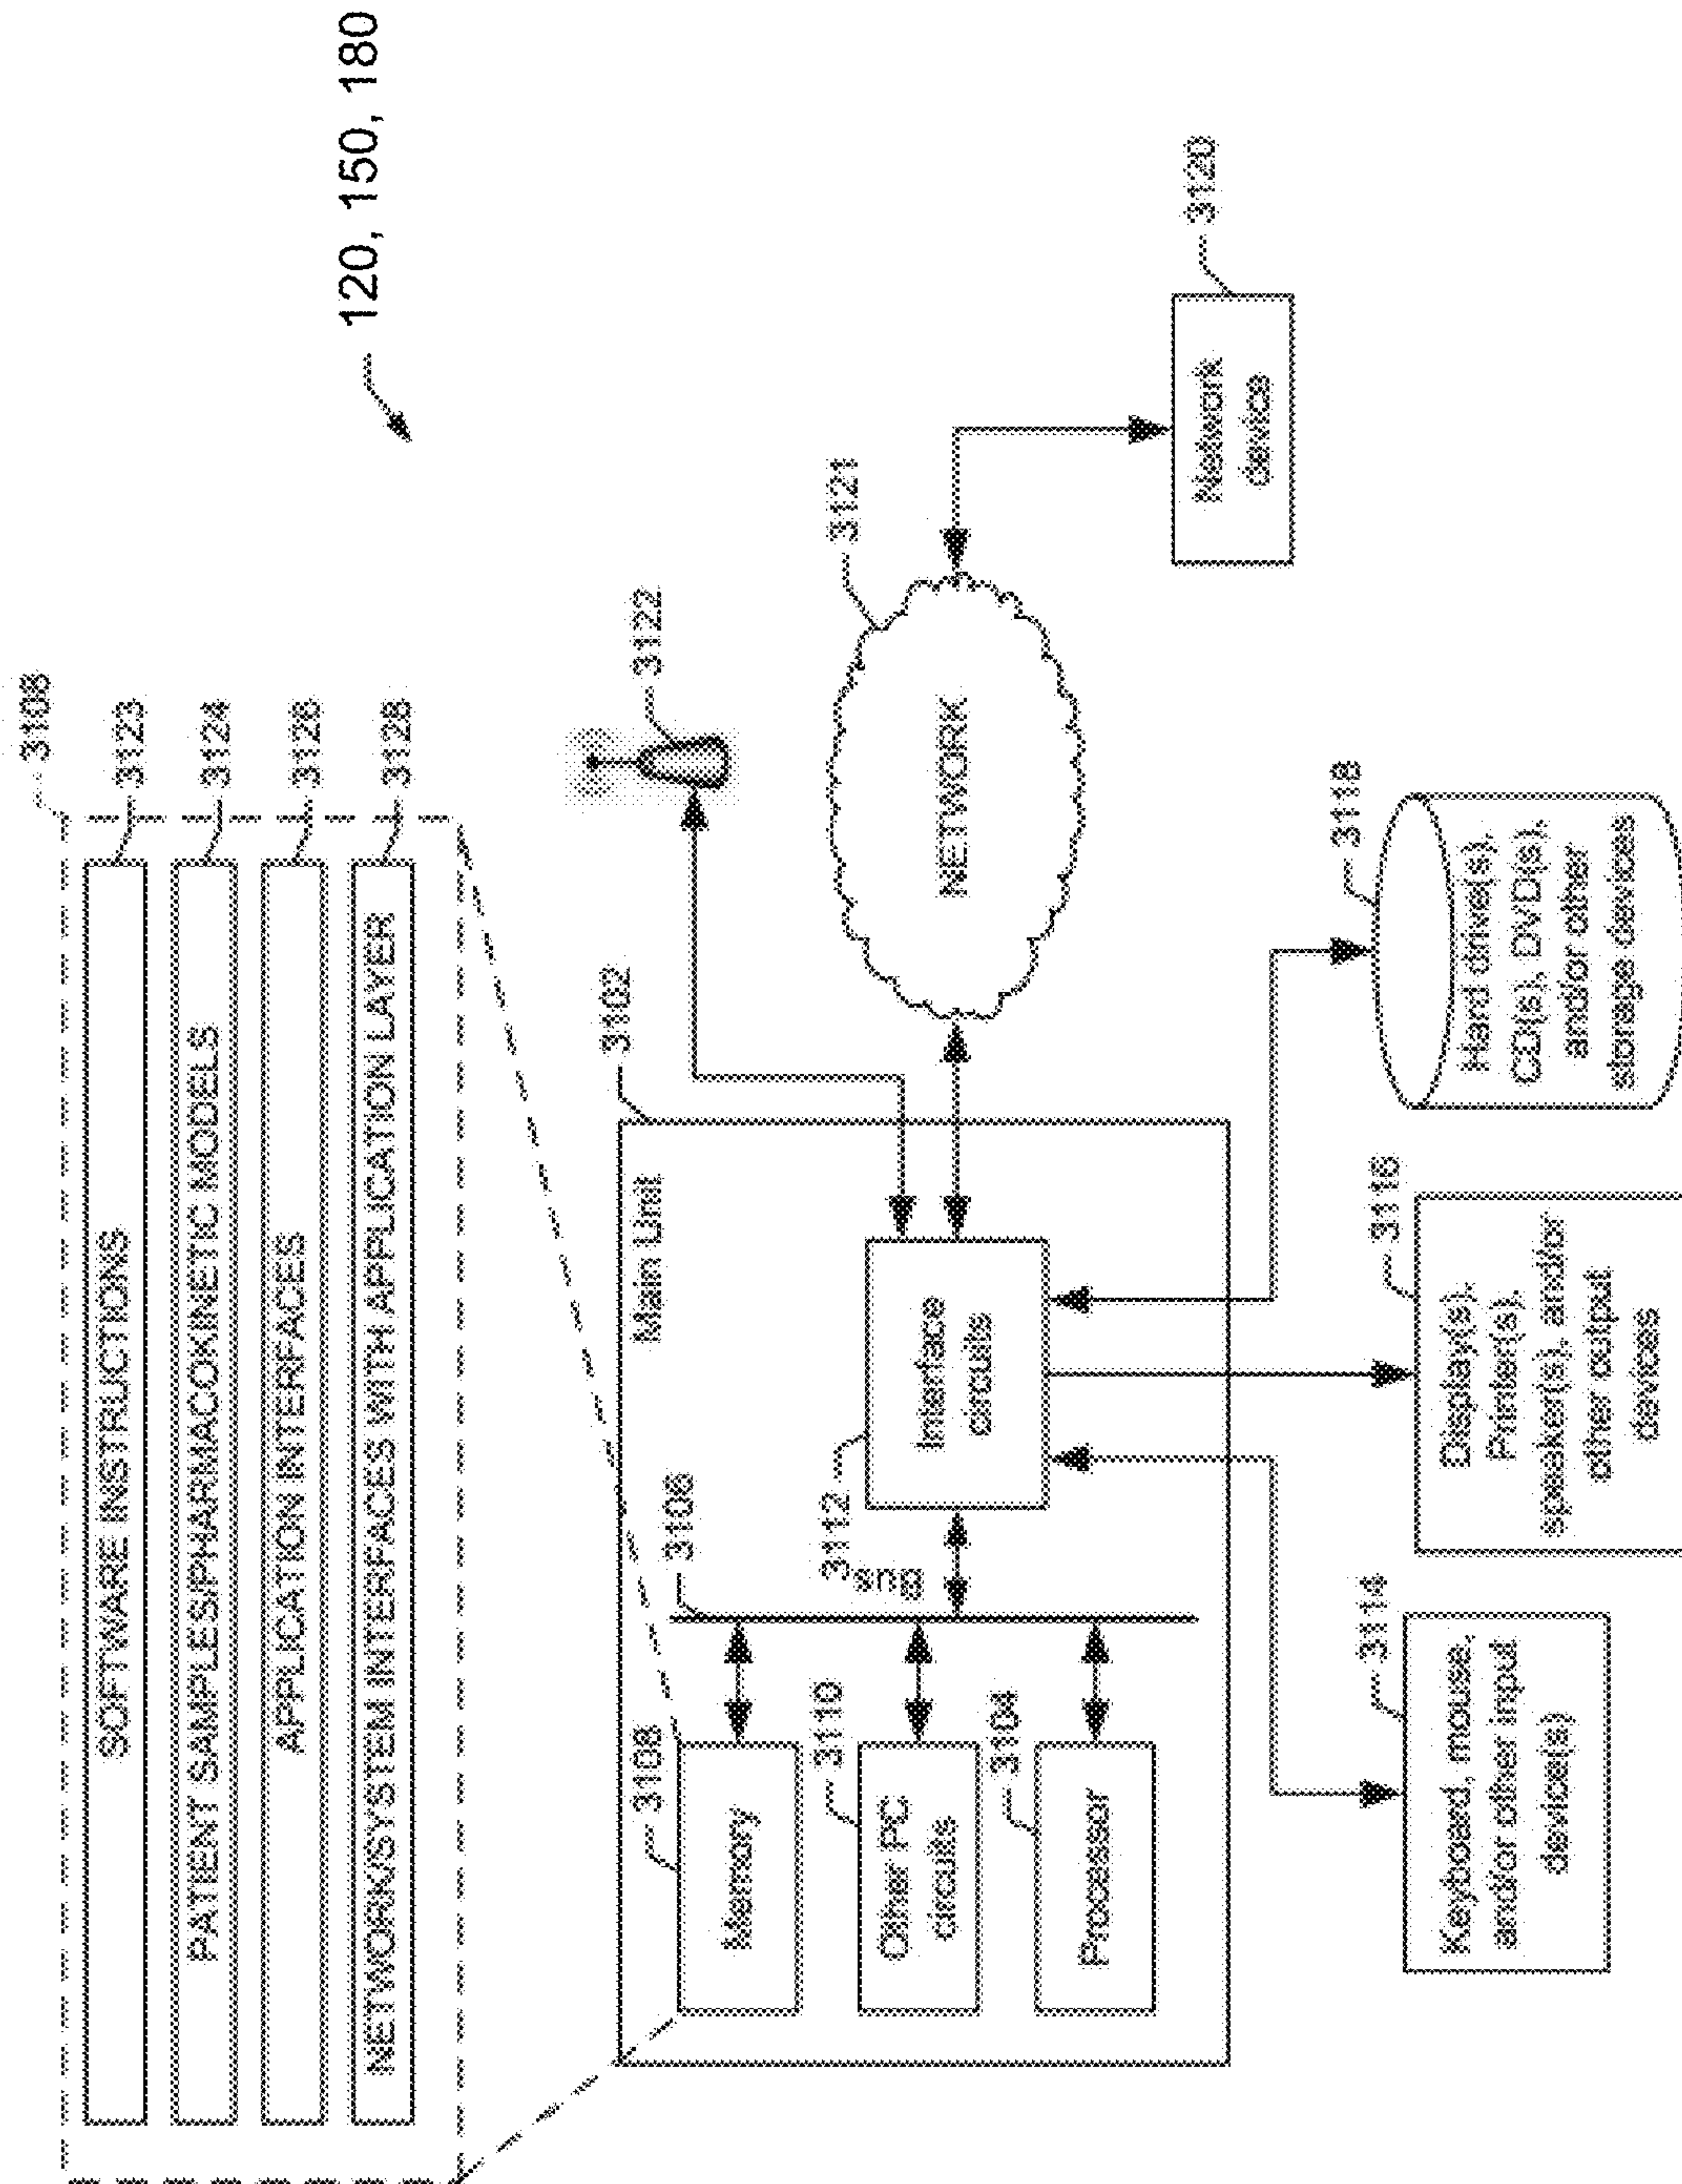 120, 150, 180
3108
SOFTWARE INSTRUCTIONS
3123
PATIENT SAMPLES/PHARMACOKINETIC MODELS
3124
APPLICATION INTERFACES
3126
NETWORK/SYSTEM INTERFACES WITH APPLICATION LAYER
3128
3102
Main Unit
3122
3108
Memory
3106
Bus
3110
Other PC
circuits
3104
Processor
3112
Interface
circuits
NETWORK
3121
Network
device
3120
3114
Keyboard, mouse,
and/or other input
device(s)
3116
Display(s),
Printer(s),
speaker(s), and/or
other output
devices
3118
Hand drive(s),
CD(s), DVD(s),
and/or other
storage devices